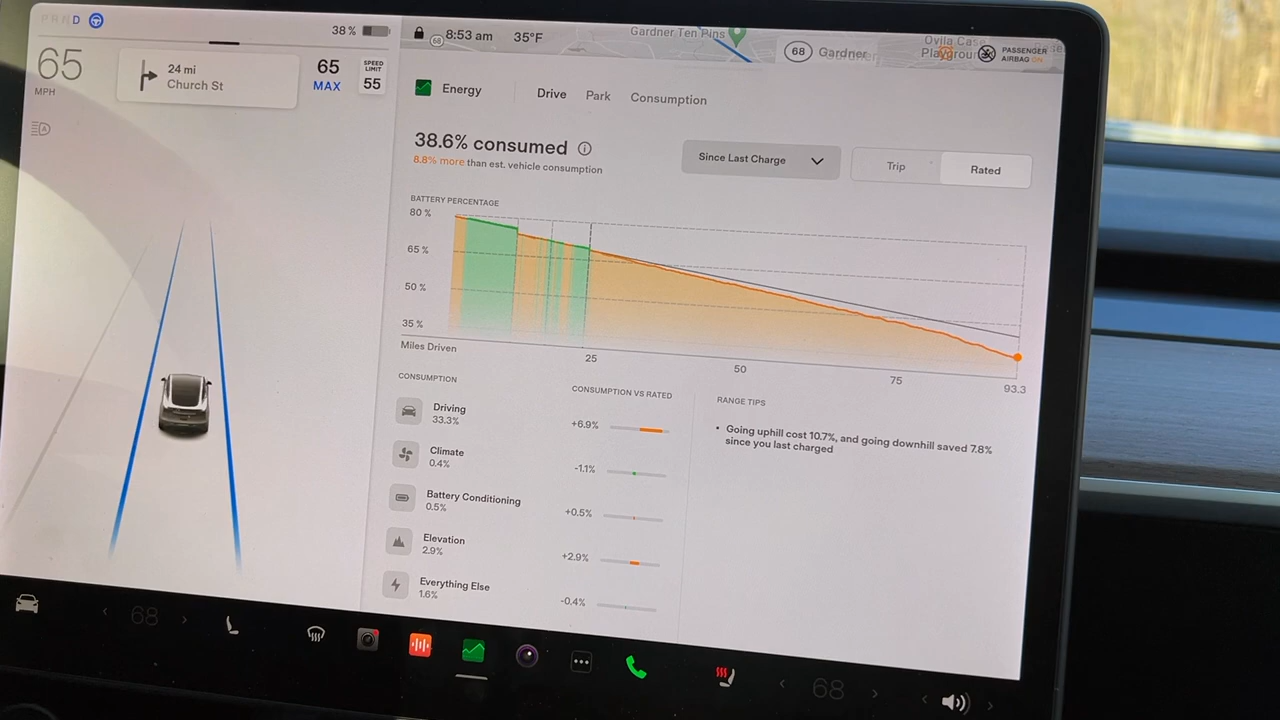 P R N D
38 %
68
8:53 am
35°F
Gardner Ten Pins
68
Gardner
Ovila Case
Playground
PASSENGER
AIRBAG ON
65
MPH
24 mi
Church St
65
MAX
SPEED
LIMIT
55
Energy
Drive
Park
Consumption
38.6% consumed
8.8% more than est. vehicle consumption
Since Last Charge
Trip
Rated
BATTERY PERCENTAGE
80 %
65 %
50 %
35 %
Miles Driven
25
50
75
93.3
CONSUMPTION
CONSUMPTION VS RATED
RANGE TIPS
Driving
33.3%
+6.9%
• Going uphill cost 10.7%, and going downhill saved 7.8%
since you last charged
Climate
0.4%
-1.1%
Battery Conditioning
0.5%
+0.5%
Elevation
2.9%
+2.9%
Everything Else
1.6%
-0.4%
68
68